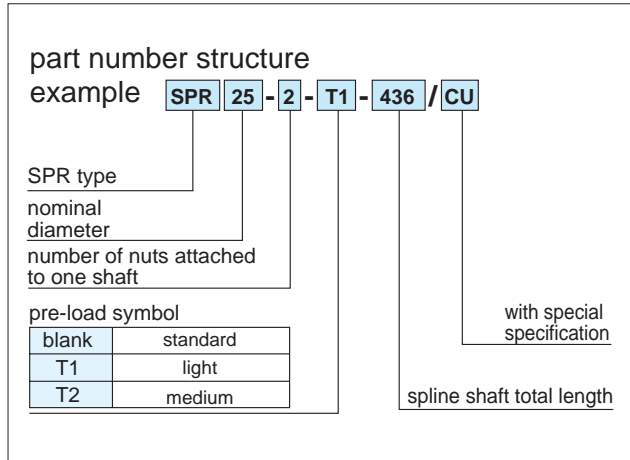 part number structure
example SPR 25 - 2 - T1 - 436 / CU
SPR type
nominal
diameter
number of nuts attached
to one shaft
pre-load symbol
blank standard
T1 light
T2 medium
with special
specification
spline shaft total length